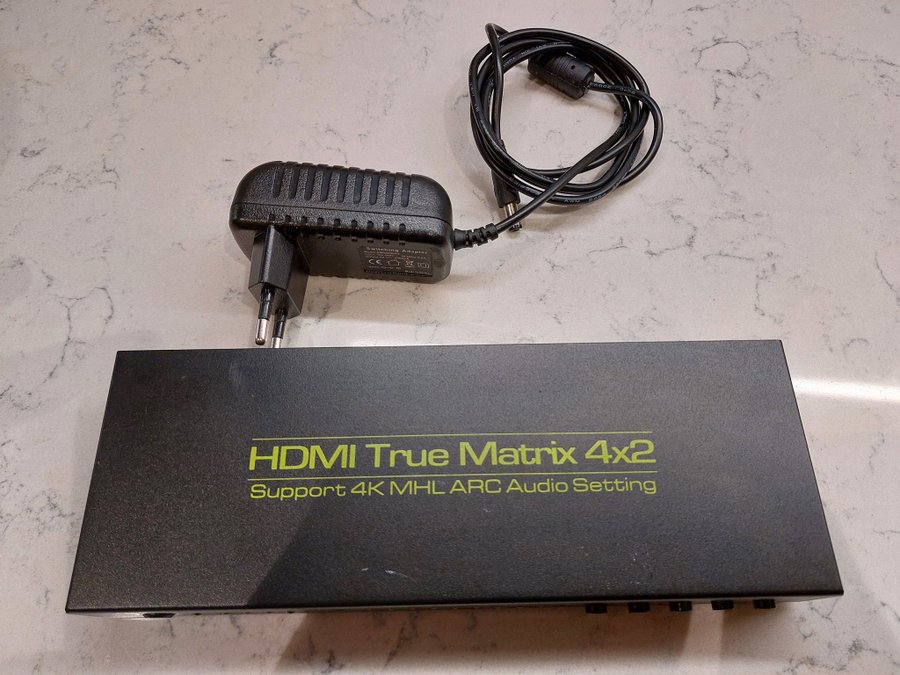 Switching Adapter
HDMI True Matrix 4x2
Support 4K MHL ARC Audio Setting